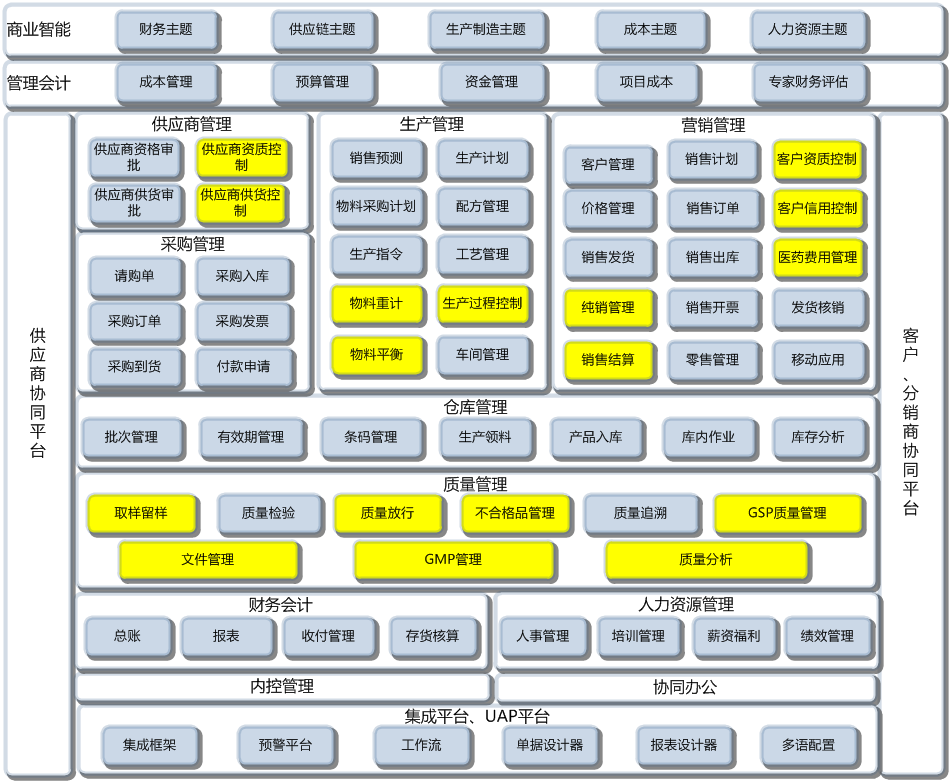 商业智能
财务主题
供应链主题
生产制造主题
成本主题
人力资源主题
管理会计
成本管理
预算管理
资金管理
项目成本
专家财务评估
供应商协同平台
供应商管理
供应商资格审
批
供应商资质控
制
供应商供货审
批
供应商供货控
制
采购管理
请购单
采购入库
采购订单
采购发票
采购到货
付款申请
生产管理
销售预测
生产计划
物料采购计划
配方管理
生产指令
工艺管理
物料重计
生产过程控制
物料平衡
车间管理
营销管理
客户管理
销售计划
客户资质控制
价格管理
销售订单
客户信用控制
销售发货
销售出库
医药费用管理
纯销管理
销售开票
发货核销
销售结算
零售管理
移动应用
客户、分销商协同平台
仓库管理
批次管理
有效期管理
条码管理
生产领料
产品入库
库内作业
库存分析
质量管理
取样留样
质量检验
质量放行
不合格品管理
质量追溯
GSP质量管理
文件管理
GMP管理
质量分析
财务会计
总账
报表
收付管理
存货核算
人力资源管理
人事管理
培训管理
薪资福利
绩效管理
内控管理
协同办公
集成平台、UAP平台
集成框架
预警平台
工作流
单据设计器
报表设计器
多语配置